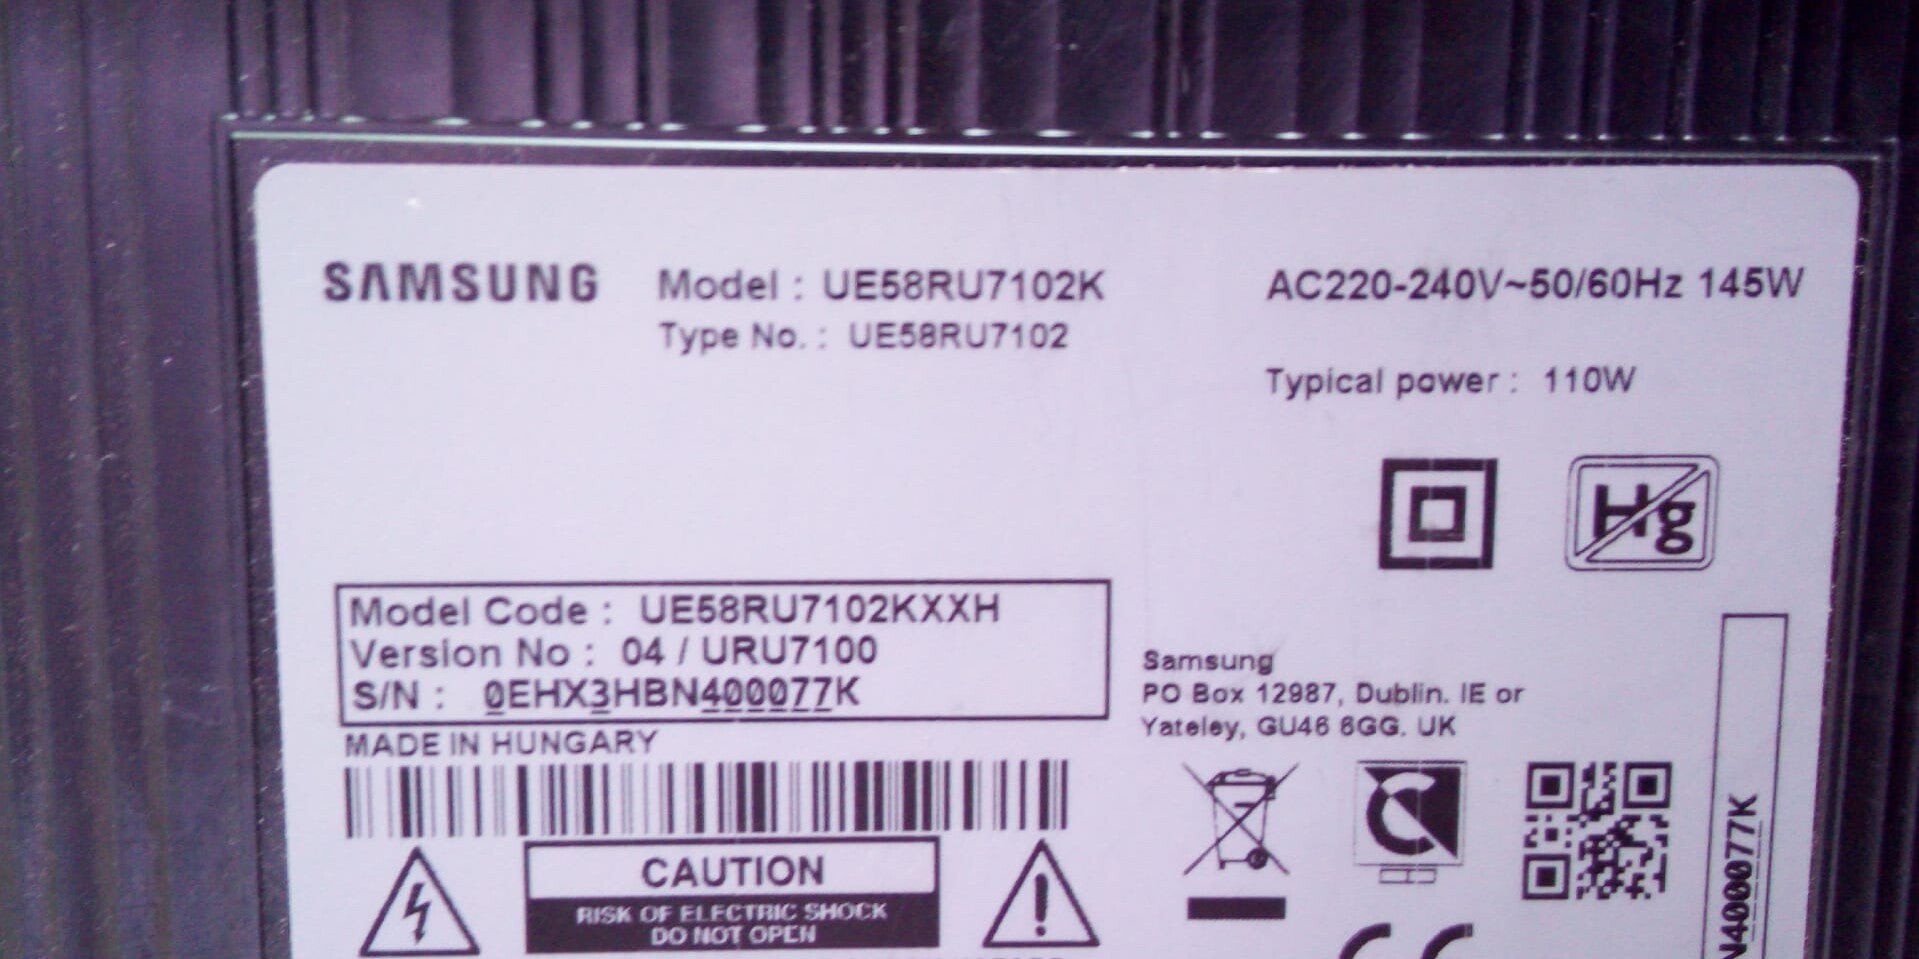 SAMSUNG
Model : UE58RU7102K
Type No. : UE58RU7102
AC220-240V~50/60Hz 145W
Typical power : 110W
Hg
Model Code : UE58RU7102KXXH
Version No : 04 / URU7100
S/N : 0EHX3HBN400077K
MADE IN HUNGARY
Samsung
PO Box 12987, Dublin. IE or
Yateley, GU46 6GG. UK
CAUTION
RISK OF ELECTRIC SHOCK
DO NOT OPEN
N400077K